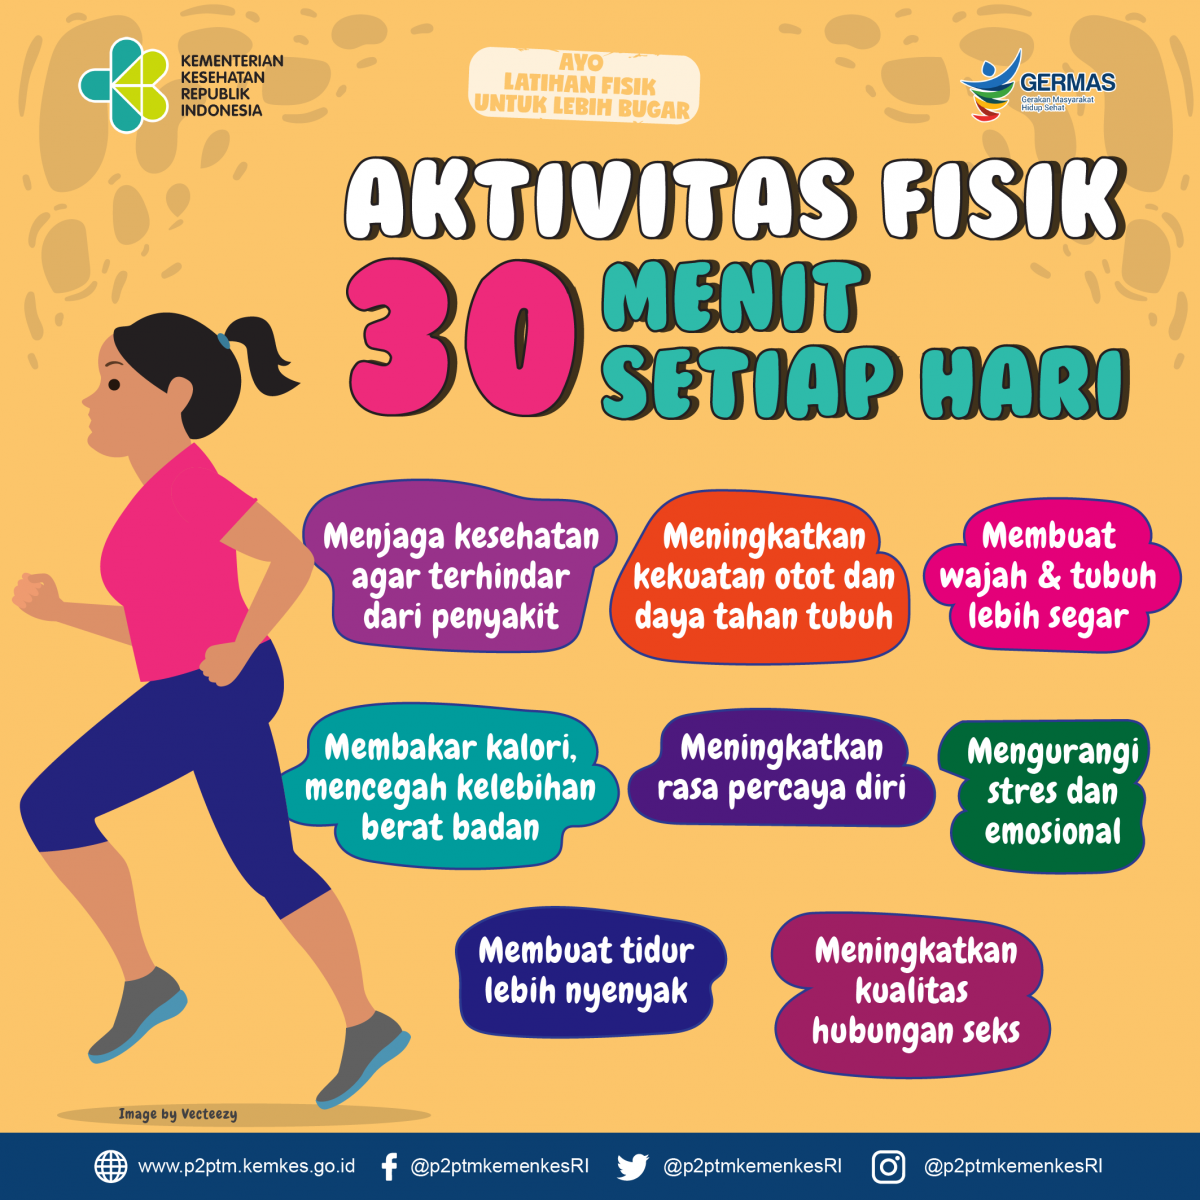 KEMENTERIAN
KESEHATAN
REPUBLIK
INDONESIA
AYO
LATIHAN FISIK
UNTUK LEBIH BUGAR
GERMAS
Gerakan Masyarakat
Hidup Sehat
AKTIVITAS FISIK
30 MENIT
SETIAP HARI
Menjaga kesehatan
agar terhindar
dari penyakit
Meningkatkan
kekuatan otot dan
daya tahan tubuh
Membuat
wajah & tubuh
lebih segar
Membakar kalori,
mencegah kelebihan
berat badan
Meningkatkan
rasa percaya diri
Mengurangi
stres dan
emosional
Membuat tidur
lebih nyenyak
Meningkatkan
kualitas
hubungan seks
Image by Vecteezy
www.p2ptm.kemkes.go.id
@p2ptmkemenkesRI
@p2ptmkemenkesRI
@p2ptmkemenkesRI